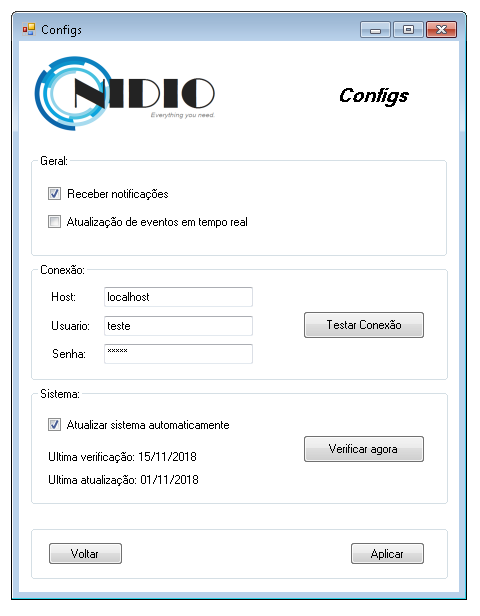 Configs
NIDIO
Everything you need.
Configs
Geral:
Receber notificações
Atualização de eventos em tempo real
Conexão:
Host:
localhost
Usuario:
teste
Testar Conexão
Senha:
*****
Sistema:
Atualizar sistema automaticamente
Verificar agora
Ultima verificação: 15/11/2018
Ultima atualização: 01/11/2018
Voltar
Aplicar